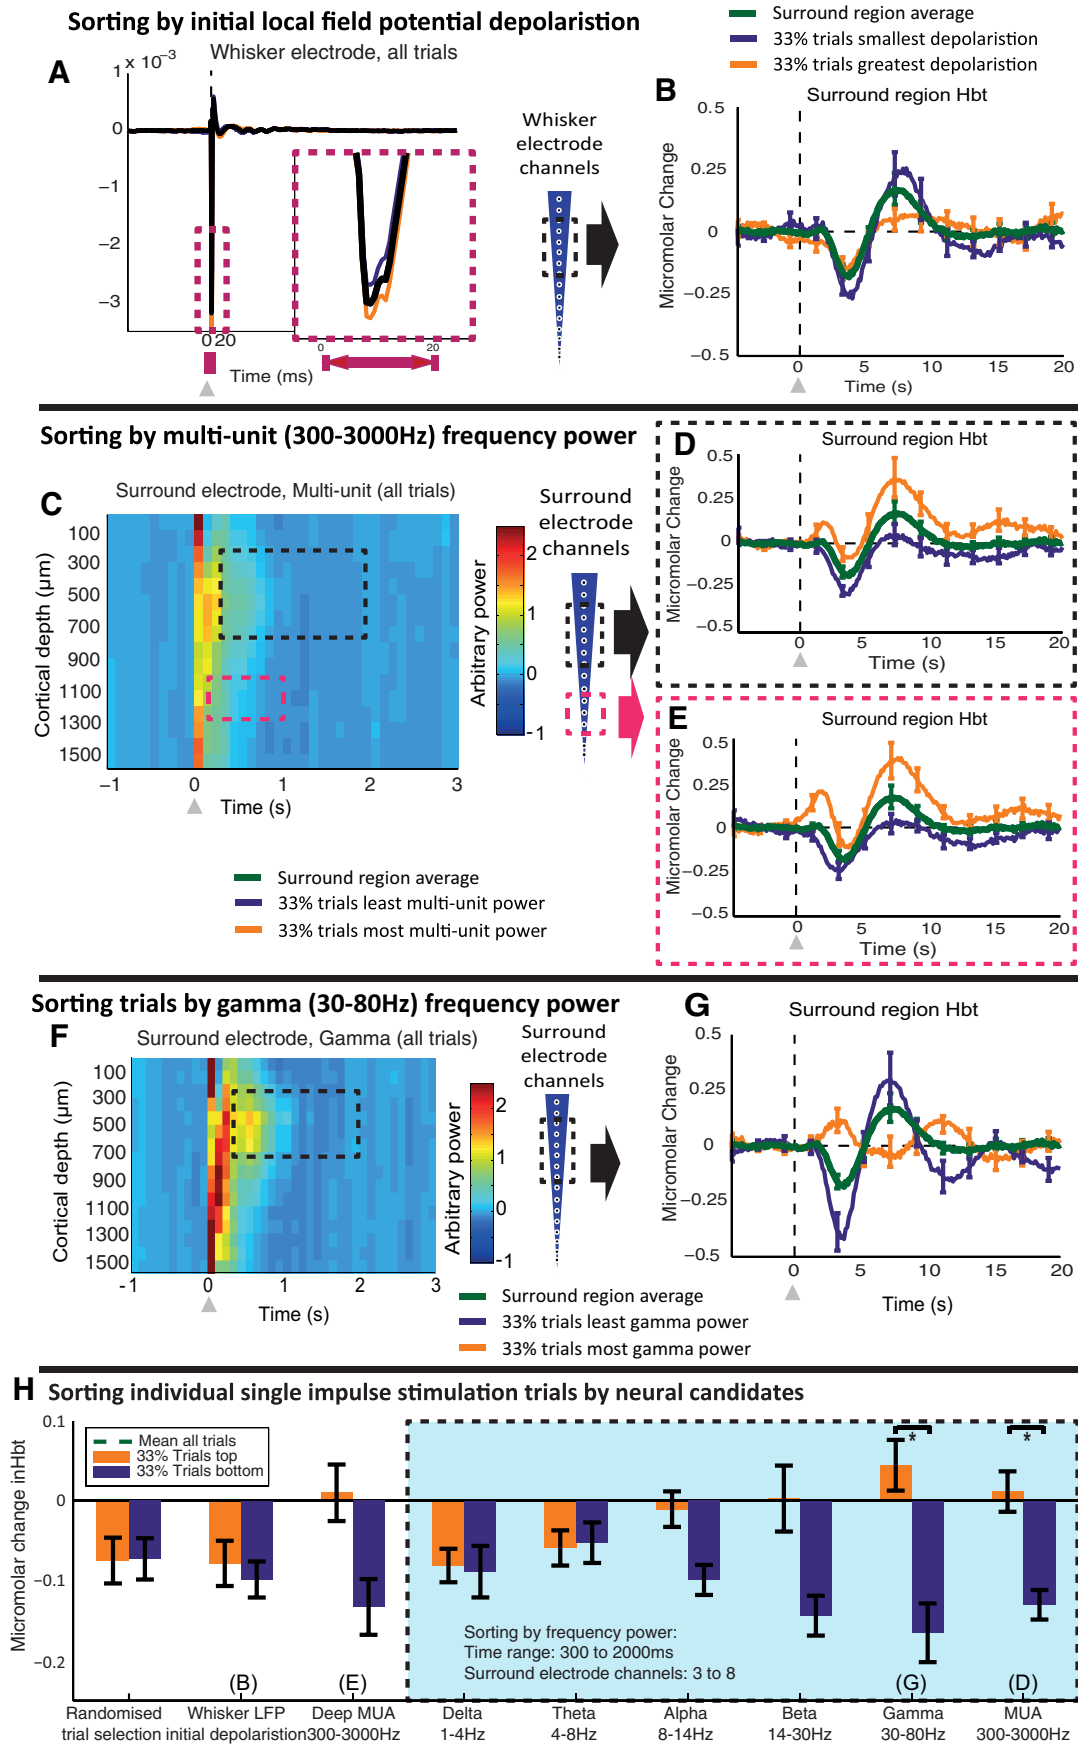 Sorting by initial local field potential depolaristion
Surround region average
33% trials smallest depolaristion
33% trials greatest depolaristion
A
Whisker electrode, all trials
1 x 10⁻³
0
−1
−2
−3
0 20
Time (ms)
0
20
Whisker
electrode
channels
B
Surround region Hbt
Micromolar Change
0.5
0.25
0
−0.25
−0.5
0 5 10 15 20
Time (s)
Sorting by multi-unit (300-3000Hz) frequency power
C
Surround electrode, Multi-unit (all trials)
Cortical depth (µm)
100
300
500
700
900
1100
1300
1500
−1 0 1 2 3
Time (s)
Arbitrary power
2
1
0
-1
Surround
electrode
channels
D
Surround region Hbt
Micromolar Change
0.5
0.25
0
−0.25
−0.5
0 5 10 15 20
Time (s)
E
Surround region Hbt
Micromolar Change
0.5
0.25
0
−0.25
−0.5
0 5 10 15 20
Time (s)
Surround region average
33% trials least multi-unit power
33% trials most multi-unit power
Sorting trials by gamma (30-80Hz) frequency power
F
Surround electrode, Gamma (all trials)
Cortical depth (µm)
100
300
500
700
900
1100
1300
1500
-1 0 1 2 3
Time (s)
Arbitrary power
2
1
0
-1
Surround
electrode
channels
G
Surround region Hbt
Micromolar Change
0.5
0.25
0
−0.25
−0.5
0 5 10 15 20
Time (s)
Surround region average
33% trials least gamma power
33% trials most gamma power
H Sorting individual single impulse stimulation trials by neural candidates
Micromolar change inHbt
0.1
0
−0.1
−0.2
Mean all trials
33% Trials top
33% Trials bottom
*
*
Sorting by frequency power:
Time range: 300 to 2000ms
Surround electrode channels: 3 to 8
(B) (E) (G) (D)
Randomised
trial selection
Whisker LFP
initial depolaristion
Deep MUA
300-3000Hz
Delta
1-4Hz
Theta
4-8Hz
Alpha
8-14Hz
Beta
14-30Hz
Gamma
30-80Hz
MUA
300-3000Hz